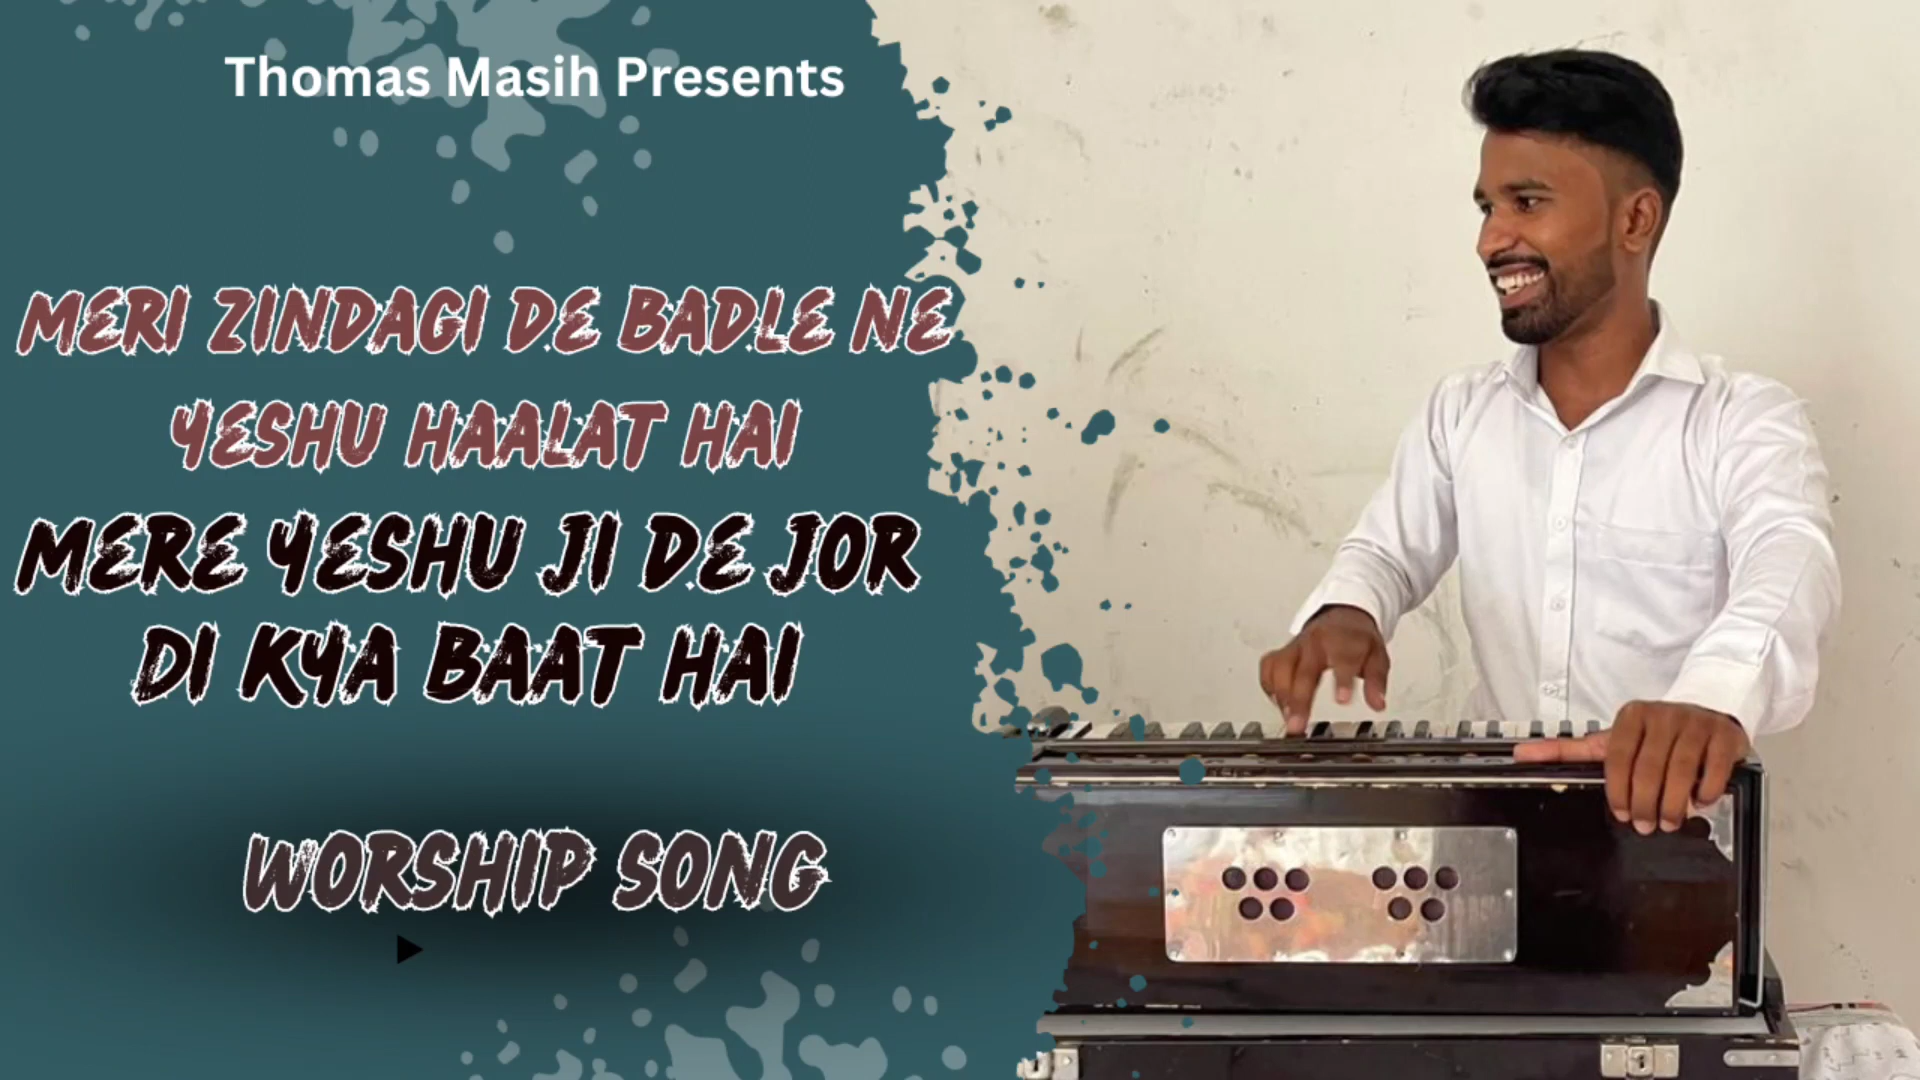 Thomas Masih Presents
MERI ZINDAGI DE BADLE NE
YESHU HAALAT HAI
MERE YESHU JI DE JOR
DI KYA BAAT HAI
WORSHIP SONG